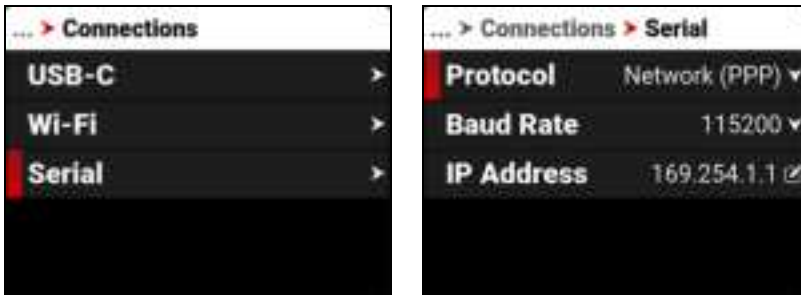 ... > Connections
USB-C
Wi-Fi
Serial
... > Connections > Serial
Protocol Network (PPP)
Baud Rate 115200
IP Address 169.254.1.1